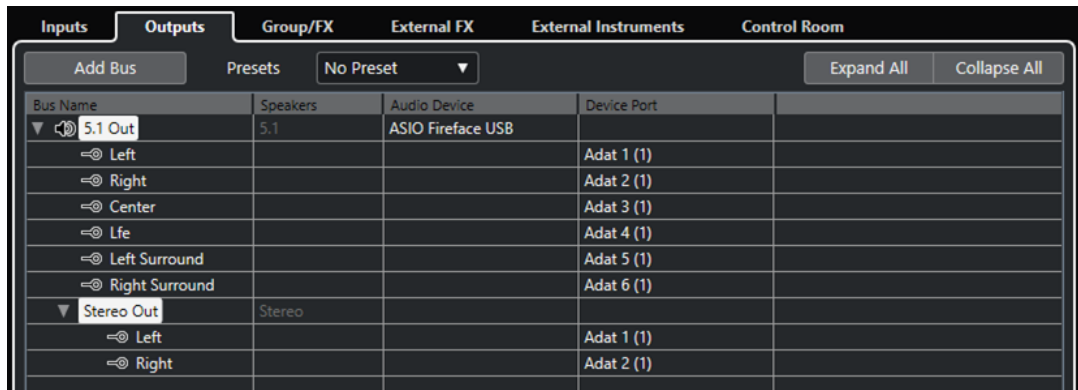 Inputs Outputs Group/FX External FX External Instruments Control Room
Add Bus Presets No Preset Expand All Collapse All
Bus Name Speakers Audio Device Device Port
5.1 Out 5.1 ASIO Fireface USB
Left Adat 1 (1)
Right Adat 2 (1)
Center Adat 3 (1)
Lfe Adat 4 (1)
Left Surround Adat 5 (1)
Right Surround Adat 6 (1)
Stereo Out Stereo
Left Adat 1 (1)
Right Adat 2 (1)